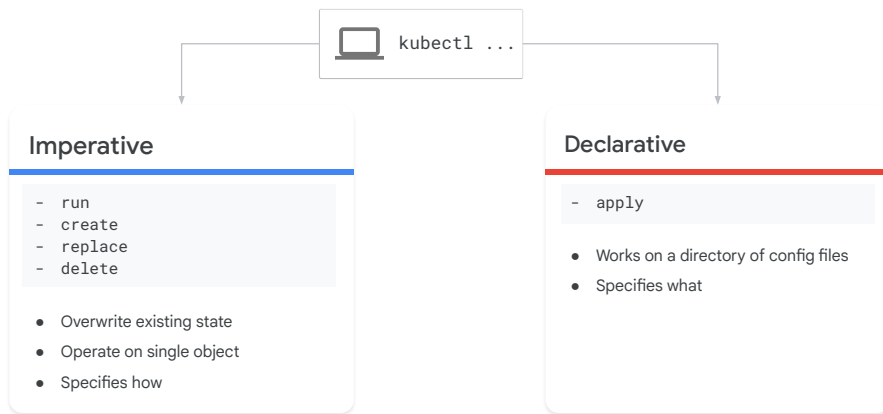 kubectl ...
Imperative
- run
- create
- replace
- delete
● Overwrite existing state
● Operate on single object
● Specifies how
Declarative
- apply
● Works on a directory of config files
● Specifies what